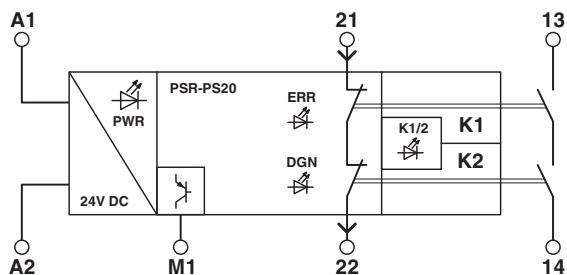 A1 21 13
PSR-PS20
PWR
ERR
K1/2
K1
DGN
K2
24V DC
A2 M1 22 14